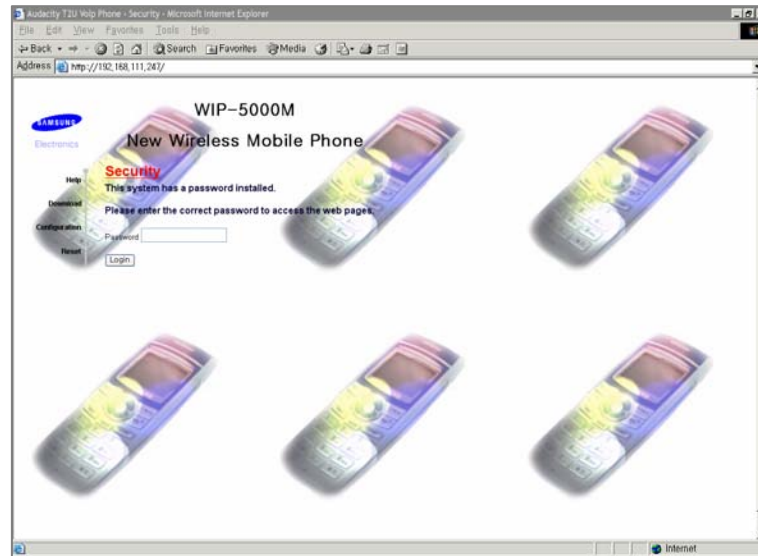 Audacity T2U Voip Phone - Security - Microsoft Internet Explorer
File Edit View Favorites Tools Help
Back Search Favorites Media
Address http://192,168,111,247/
SAMSUNG
Electronics
WIP-5000M
New Wireless Mobile Phone
Help
Download
Configuration
Reset
Security
This system has a password installed.
Please enter the correct password to access the web pages.
Password
Login
Internet